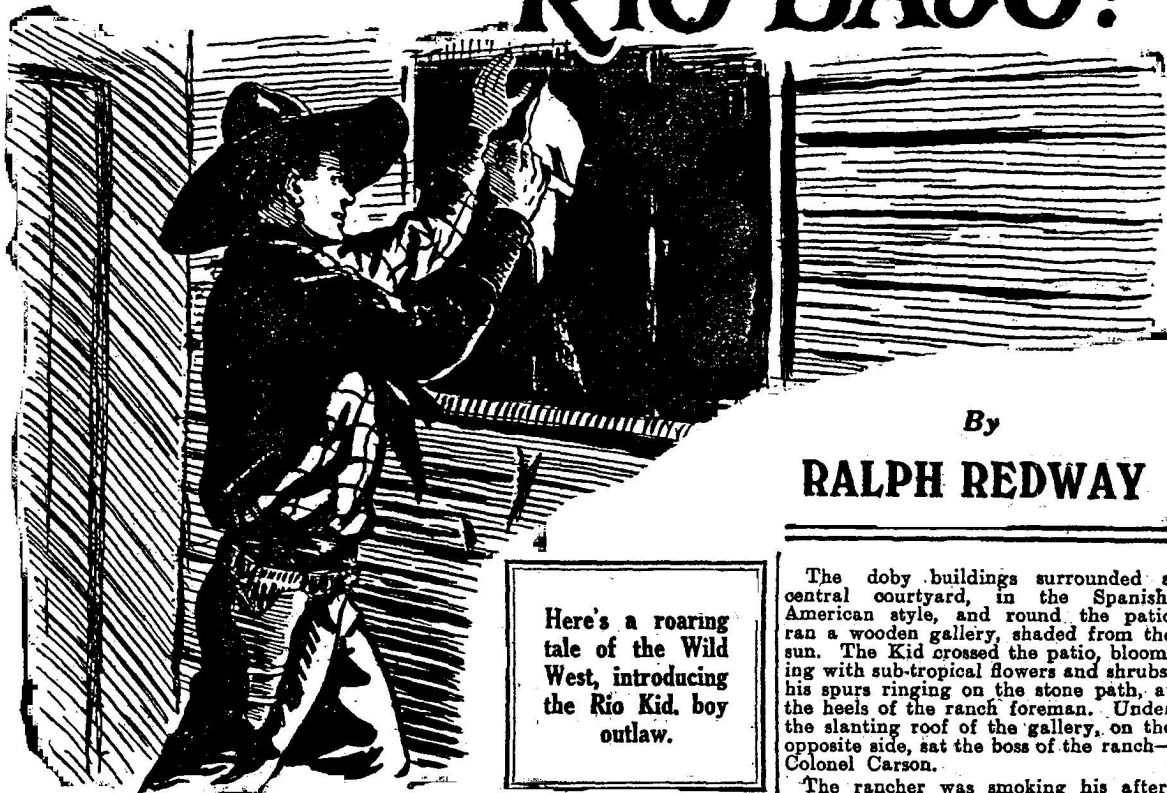 RIO BAJO!
By
RALPH REDWAY
Here's a roaring
tale of the Wild
West, introducing
the Rio Kid, boy
outlaw.
The doby buildings surrounded a
central courtyard, in the Spanish
American style, and round the patio
ran a wooden gallery, shaded from the
sun. The Kid crossed the patio, bloom
ing with sub-tropical flowers and shrubs
his spurs ringing on the stone path, at
the heels of the ranch foreman. Under
the slanting roof of the gallery, on the
opposite side, sat the boss of the ranch—
Colonel Carson.
The rancher was smoking his after